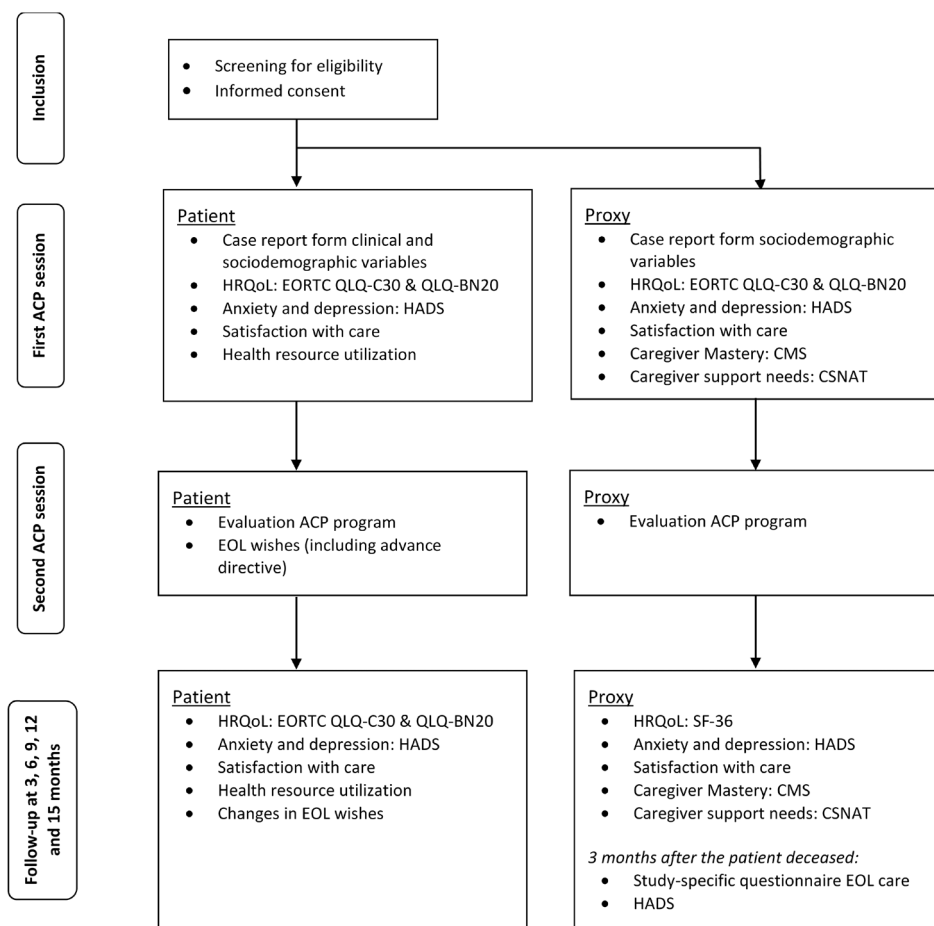 Inclusion
• Screening for eligibility
• Informed consent
First ACP session
Patient
• Case report form clinical and
sociodemographic variables
• HRQoL: EORTC QLQ-C30 & QLQ-BN20
• Anxiety and depression: HADS
• Satisfaction with care
• Health resource utilization
Proxy
• Case report form sociodemographic
variables
• HRQoL: EORTC QLQ-C30 & QLQ-BN20
• Anxiety and depression: HADS
• Satisfaction with care
• Caregiver Mastery: CMS
• Caregiver support needs: CSNAT
Second ACP session
Patient
• Evaluation ACP program
• EOL wishes (including advance
directive)
Proxy
• Evaluation ACP program
Follow-up at 3, 6, 9, 12
and 15 months
Patient
• HRQoL: EORTC QLQ-C30 & QLQ-BN20
• Anxiety and depression: HADS
• Satisfaction with care
• Health resource utilization
• Changes in EOL wishes
Proxy
• HRQoL: SF-36
• Anxiety and depression: HADS
• Satisfaction with care
• Caregiver Mastery: CMS
• Caregiver support needs: CSNAT
3 months after the patient deceased:
• Study-specific questionnaire EOL care
• HADS